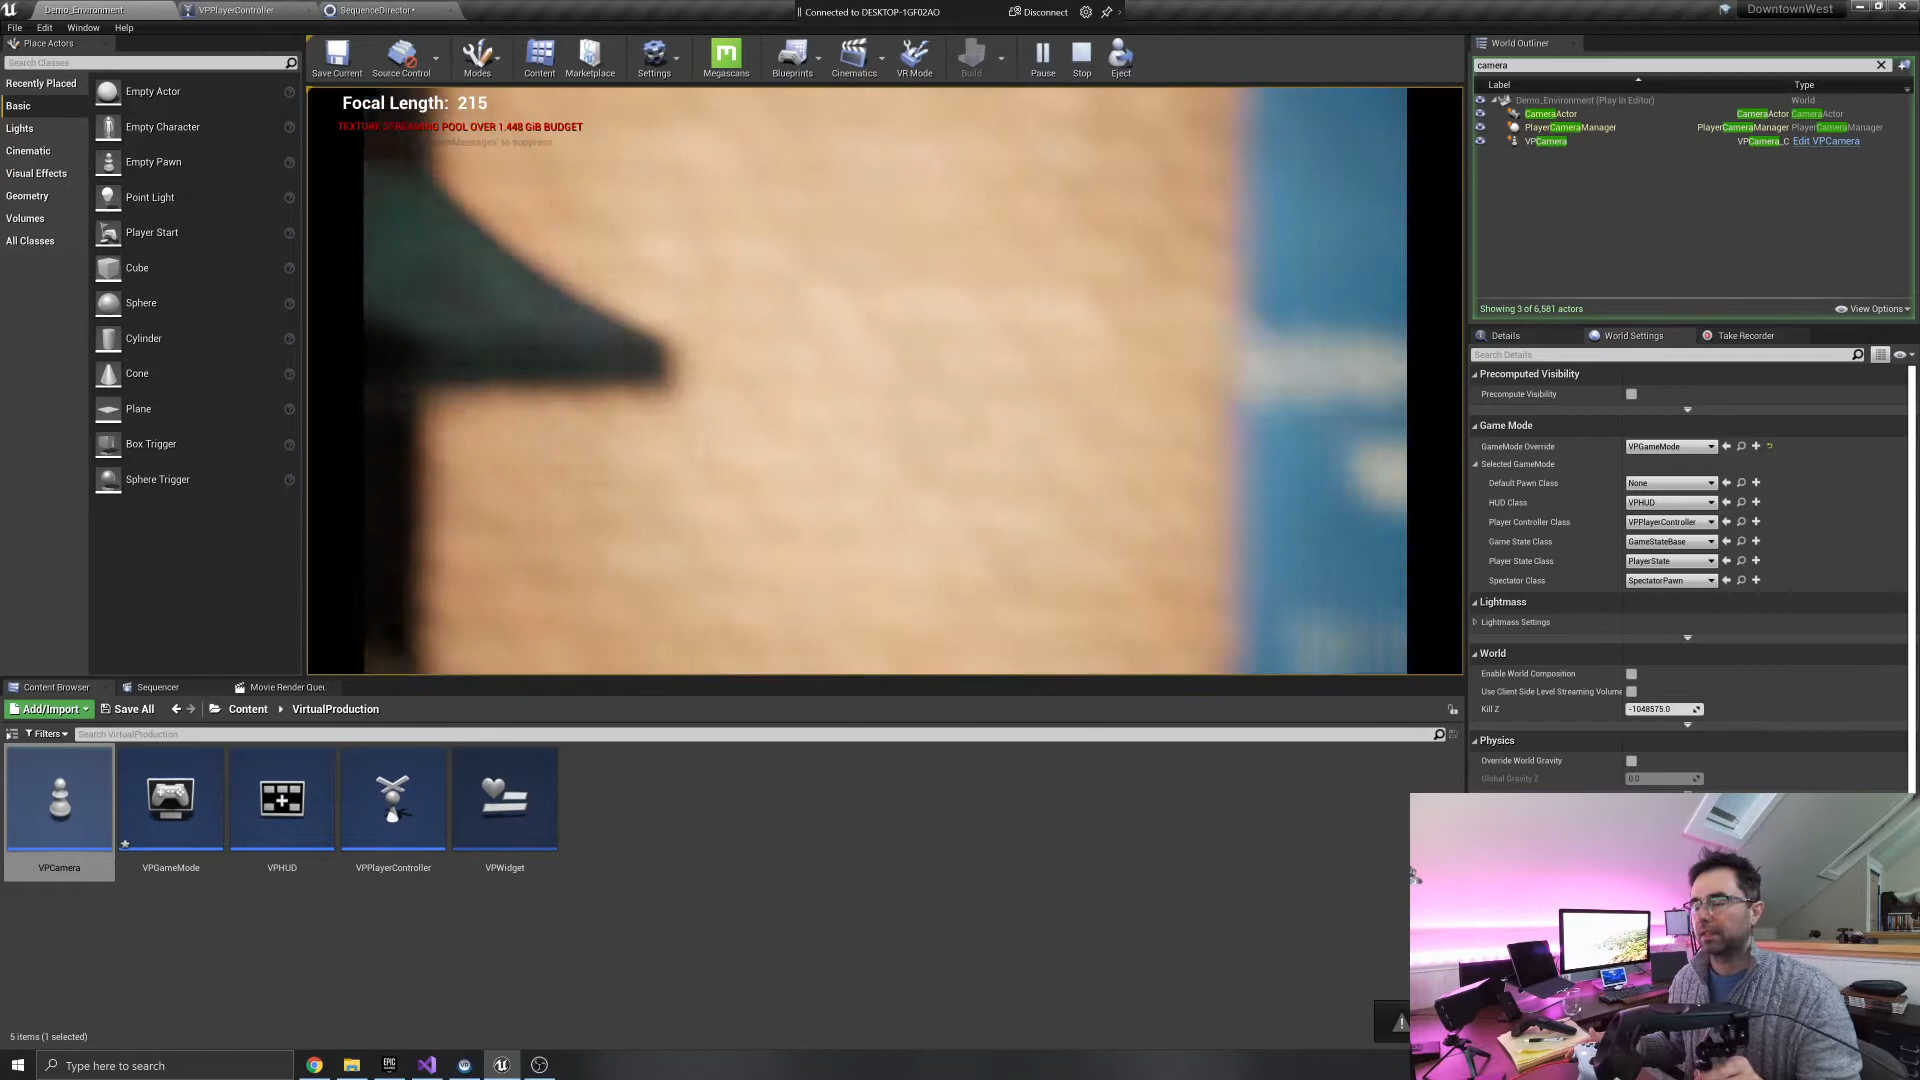 Demo_Environment
VPPlayerController
SequenceDirector*
Connected to DESKTOP-1GF02AO
Disconnect
DowntownWest
File Edit Window Help
Place Actors
Search Classes
Recently Placed
Basic
Lights
Cinematic
Visual Effects
Geometry
Volumes
All Classes
Empty Actor
Empty Character
Empty Pawn
Point Light
Player Start
Cube
Sphere
Cylinder
Cone
Plane
Box Trigger
Sphere Trigger
Save Current
Source Control
Modes
Content
Marketplace
Settings
Megascans
Blueprints
Cinematics
VR Mode
Build
Pause
Stop
Eject
Focal Length: 215
TEXTURE STREAMING POOL OVER 1.448 GiB BUDGET
to suppress
World Outliner
camera
Label Type
Demo_Environment (Play In Editor) World
CameraActor CameraActor CameraActor
PlayerCameraManager PlayerCameraManager PlayerCameraManager
VPCamera VPCamera_C Edit VPCamera
Showing 3 of 6,581 actors
View Options
Details
World Settings
Take Recorder
Search Details
Precomputed Visibility
Precompute Visibility
Game Mode
GameMode Override VPGameMode
Selected GameMode
Default Pawn Class None
HUD Class VPHUD
Player Controller Class VPPlayerController
Game State Class GameStateBase
Player State Class PlayerState
Spectator Class SpectatorPawn
Lightmass
Lightmass Settings
World
Enable World Composition
Use Client Side Level Streaming Volume
Kill Z -1048575.0
Physics
Override World Gravity
Global Gravity Z 0.0
Content Browser
Sequencer
Movie Render Queu
Add/Import
Save All
Content
VirtualProduction
Filters
Search VirtualProduction
VPCamera
VPGameMode
VPHUD
VPPlayerController
VPWidget
5 items (1 selected)
Type here to search